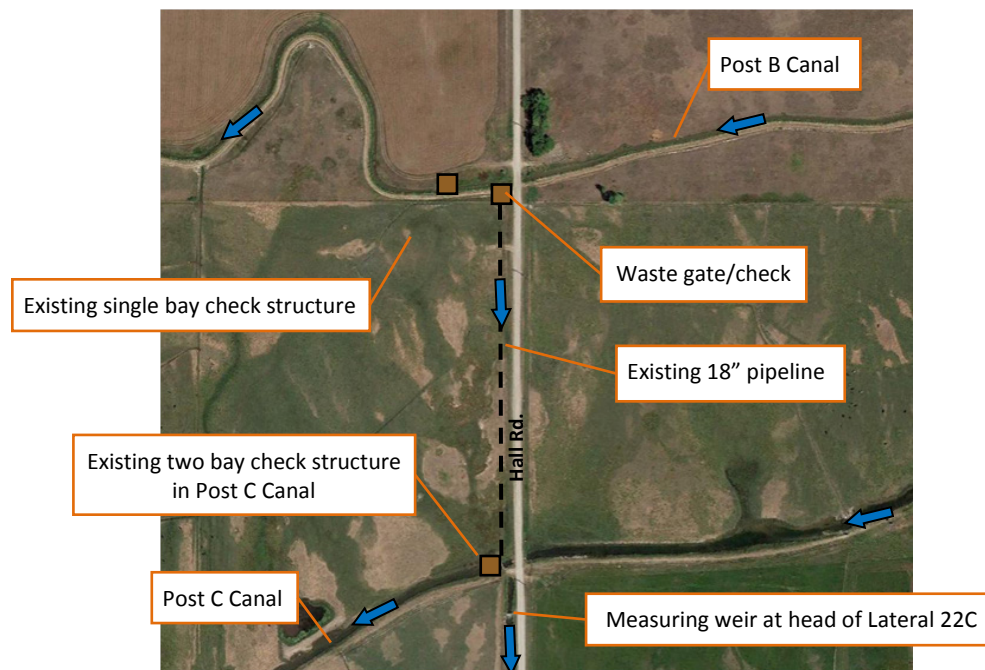 Post B Canal
Waste gate/check
Existing single bay check structure
Existing 18” pipeline
Hall Rd.
Existing two bay check structure
in Post C Canal
Post C Canal
Measuring weir at head of Lateral 22C